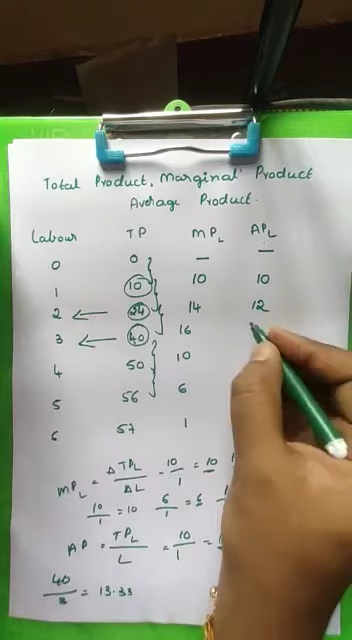 Total Product, Marginal Product
Average Product.
Labour TP MPL APL
0 0 — —
1 10 10 10
2 ← 24 14 12
3 ← 40 16
4 50 10
5 56 6
6 57 1
MPL = ΔTPL / ΔL - 10/1 = 10
10/1 = 10 6/1 = 6
AP = TPL / L = 10/1 =
40/3 = 13.33